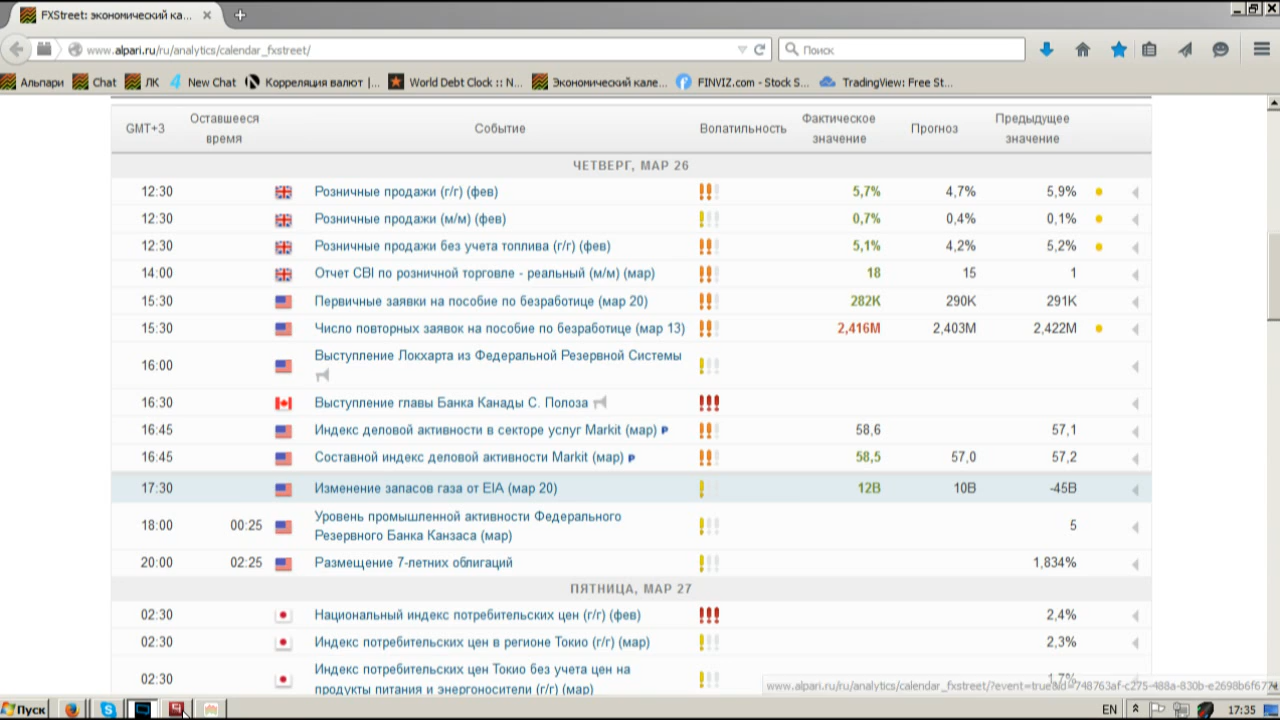 FXStreet: экономический ка...
www.alpari.ru/ru/analytics/calendar_fxstreet/
Поиск
Альпари Chat ЛК New Chat Корреляция валют |... World Debt Clock :: N... Экономический кале... FINVIZ.com - Stock S... TradingView: Free St...
GMT+3 Оставшееся время Событие Волатильность Фактическое значение Прогноз Предыдущее значение
ЧЕТВЕРГ, МАР 26
12:30 Розничные продажи (г/г) (фев) 5,7% 4,7% 5,9%
12:30 Розничные продажи (м/м) (фев) 0,7% 0,4% 0,1%
12:30 Розничные продажи без учета топлива (г/г) (фев) 5,1% 4,2% 5,2%
14:00 Отчет CBI по розничной торговле - реальный (м/м) (мар) 18 15 1
15:30 Первичные заявки на пособие по безработице (мар 20) 282K 290K 291K
15:30 Число повторных заявок на пособие по безработице (мар 13) 2,416M 2,403M 2,422M
16:00 Выступление Локхарта из Федеральной Резервной Системы
16:30 Выступление главы Банка Канады С. Полоза
16:45 Индекс деловой активности в секторе услуг Markit (мар) P 58,6 57,1
16:45 Составной индекс деловой активности Markit (мар) P 58,5 57,0 57,2
17:30 Изменение запасов газа от EIA (мар 20) 12B 10B -45B
18:00 00:25 Уровень промышленной активности Федерального
Резервного Банка Канзаса (мар) 5
20:00 02:25 Размещение 7-летних облигаций 1,834%
ПЯТНИЦА, МАР 27
02:30 Национальный индекс потребительских цен (г/г) (фев) 2,4%
02:30 Индекс потребительских цен в регионе Токио (г/г) (мар) 2,3%
02:30 Индекс потребительских цен Токио без учета цен на
продукты питания и энергоносители (г/г) (мар) 1,7%
Пуск EN 17:35